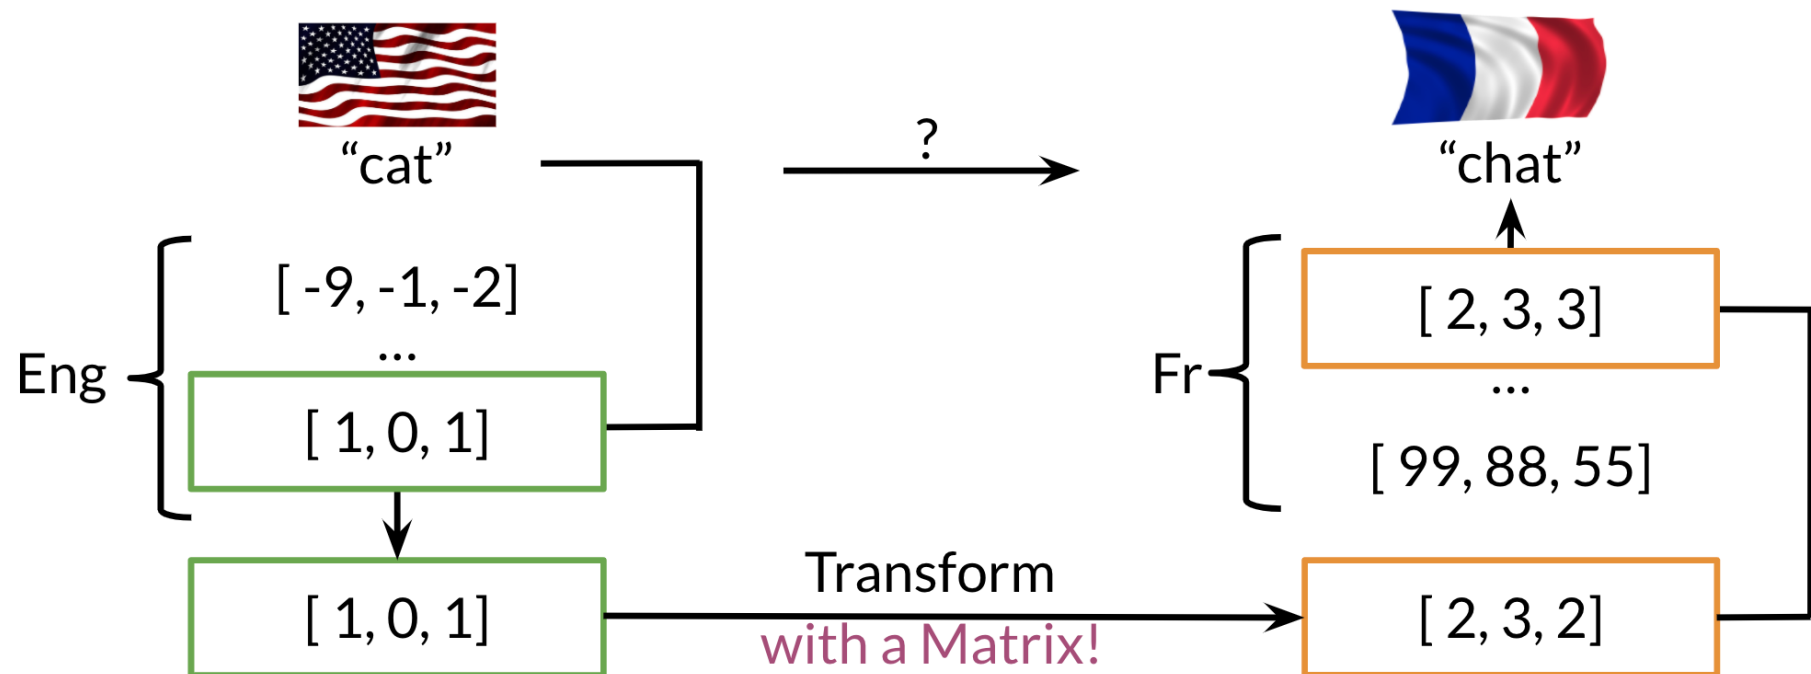 “cat”
?
“chat”
Eng
[ -9, -1, -2]
...
[ 1, 0, 1]
[ 1, 0, 1]
Transform
with a Matrix!
Fr
[ 2, 3, 3]
...
[ 99, 88, 55]
[ 2, 3, 2]